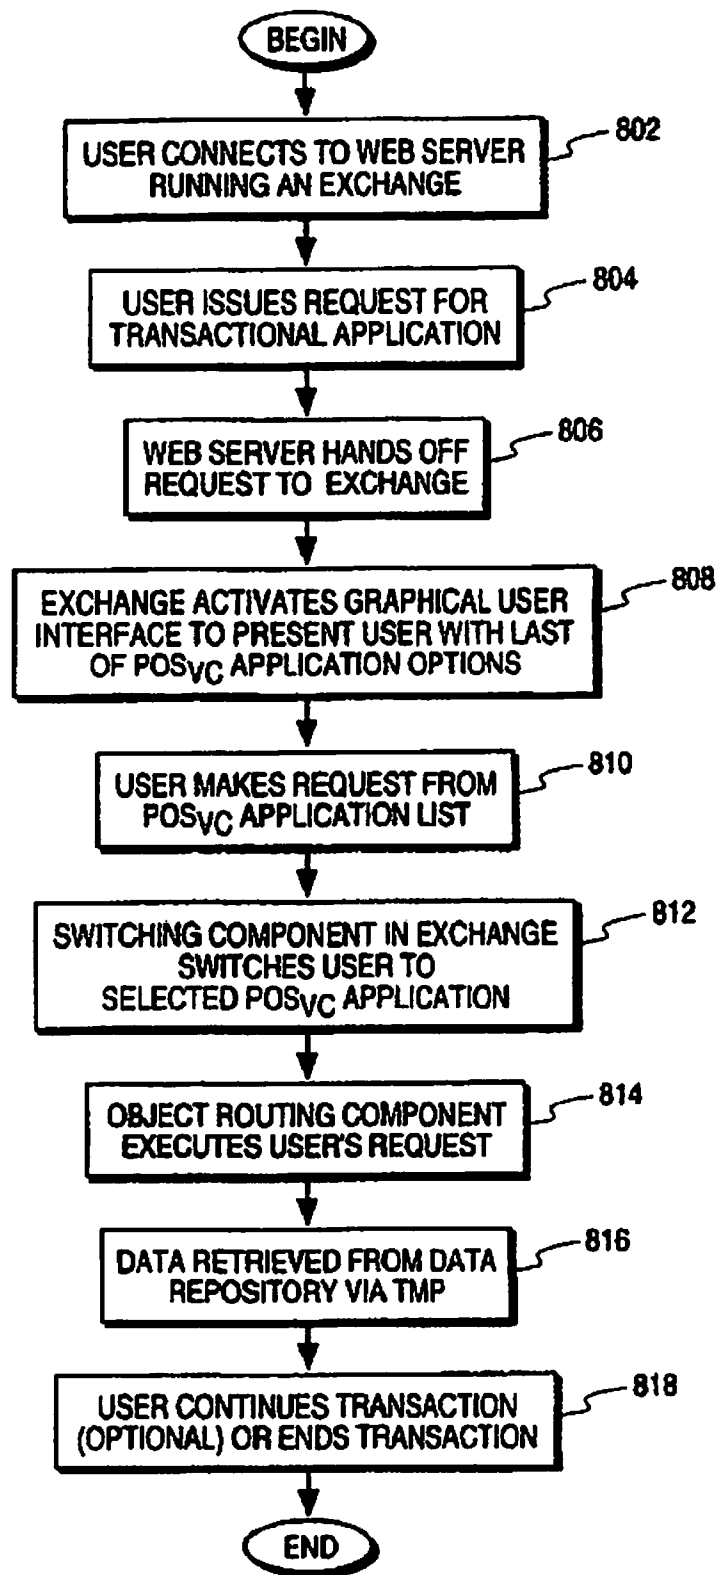 BEGIN
802
USER CONNECTS TO WEB SERVER
RUNNING AN EXCHANGE
804
USER ISSUES REQUEST FOR
TRANSACTIONAL APPLICATION
806
WEB SERVER HANDS OFF
REQUEST TO EXCHANGE
808
EXCHANGE ACTIVATES GRAPHICAL USER
INTERFACE TO PRESENT USER WITH LAST
OF POSVC APPLICATION OPTIONS
810
USER MAKES REQUEST FROM
POSVC APPLICATION LIST
812
SWITCHING COMPONENT IN EXCHANGE
SWITCHES USER TO
SELECTED POSVC APPLICATION
814
OBJECT ROUTING COMPONENT
EXECUTES USER'S REQUEST
816
DATA RETRIEVED FROM DATA
REPOSITORY VIA TMP
818
USER CONTINUES TRANSACTION
(OPTIONAL) OR ENDS TRANSACTION
END